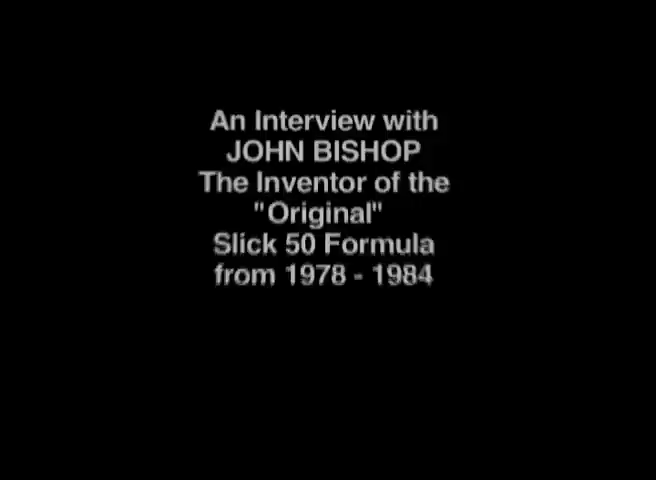 An Interview with
JOHN BISHOP
The Inventor of the
"Original"
Slick 50 Formula
from 1978 - 1984